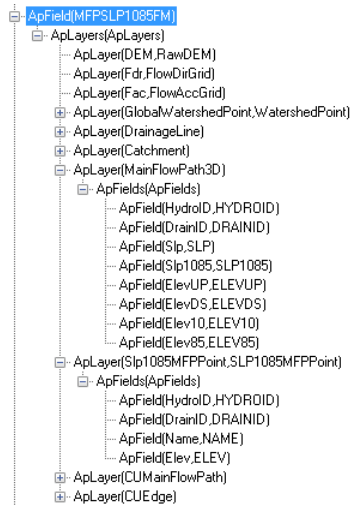 ApField(MFPSLP1085FM)
ApLayers(ApLayers)
ApLayer(DEM,RawDEM)
ApLayer(Fdr,FlowDirGrid)
ApLayer(Fac,FlowAccGrid)
ApLayer(GlobalWatershedPoint,WatershedPoint)
ApLayer(DrainageLine)
ApLayer(Catchment)
ApLayer(MainFlowPath3D)
ApFields(ApFields)
ApField(HydroID,HYDROID)
ApField(DrainID,DRAINID)
ApField(Slp,SLP)
ApField(Slp1085,SLP1085)
ApField(ElevUP,ELEVUP)
ApField(ElevDS,ELEVDS)
ApField(Elev10,ELEV10)
ApField(Elev85,ELEV85)
ApLayer(Slp1085MFPPoint,SLP1085MFPPoint)
ApFields(ApFields)
ApField(HydroID,HYDROID)
ApField(DrainID,DRAINID)
ApField(Name,NAME)
ApField(Elev,ELEV)
ApLayer(CUMainFlowPath)
ApLayer(CUEdge)